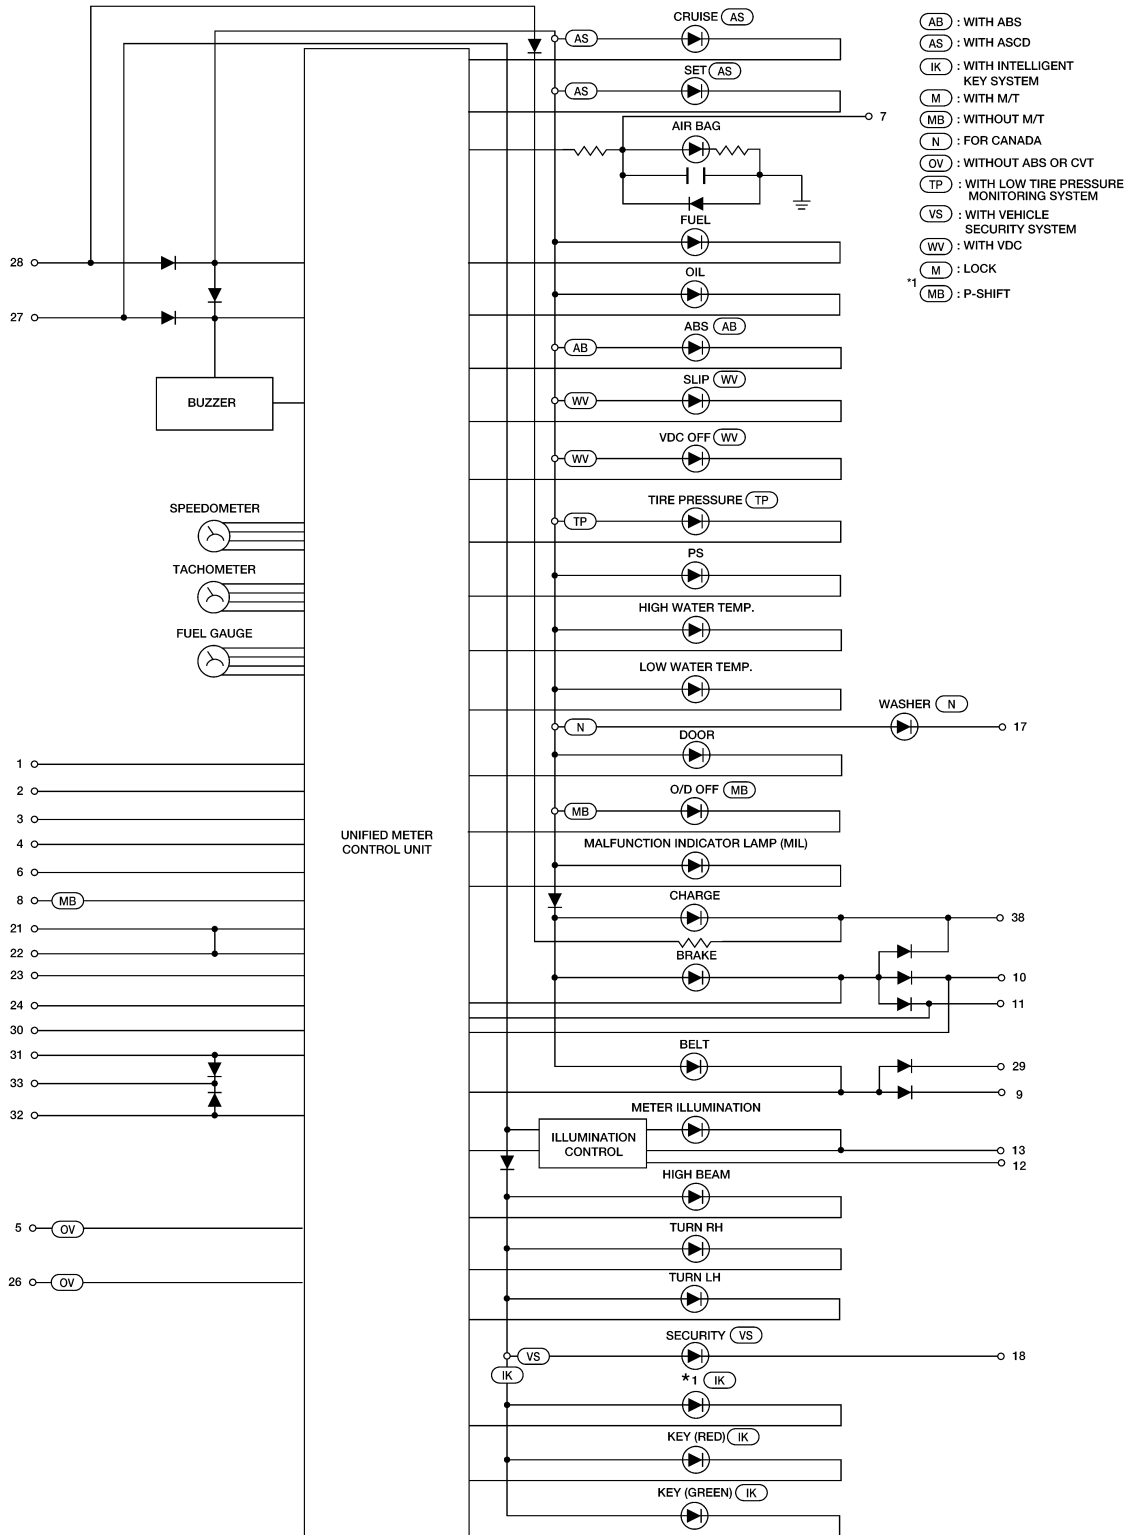 CRUISE AS
AS
SET AS
AS
7
AIR BAG
FUEL
28
OIL
27
ABS AB
AB
SLIP WV
WV
BUZZER
VDC OFF WV
WV
TIRE PRESSURE TP
TP
SPEEDOMETER
PS
TACHOMETER
HIGH WATER TEMP.
FUEL GAUGE
LOW WATER TEMP.
WASHER N
N
17
DOOR
1
2
O/D OFF MB
MB
3
4
UNIFIED METER
CONTROL UNIT
MALFUNCTION INDICATOR LAMP (MIL)
6
8 MB
CHARGE
38
21
22
BRAKE
23
10
24
11
30
31
BELT
29
33
9
32
METER ILLUMINATION
ILLUMINATION
CONTROL
13
12
HIGH BEAM
5 OV
TURN RH
26 OV
TURN LH
SECURITY VS
VS
18
IK
*1 IK
KEY (RED) IK
KEY (GREEN) IK
AB : WITH ABS
AS : WITH ASCD
IK : WITH INTELLIGENT
KEY SYSTEM
M : WITH M/T
MB : WITHOUT M/T
N : FOR CANADA
OV : WITHOUT ABS OR CVT
TP : WITH LOW TIRE PRESSURE
MONITORING SYSTEM
VS : WITH VEHICLE
SECURITY SYSTEM
WV : WITH VDC
M : LOCK
*1
MB : P-SHIFT